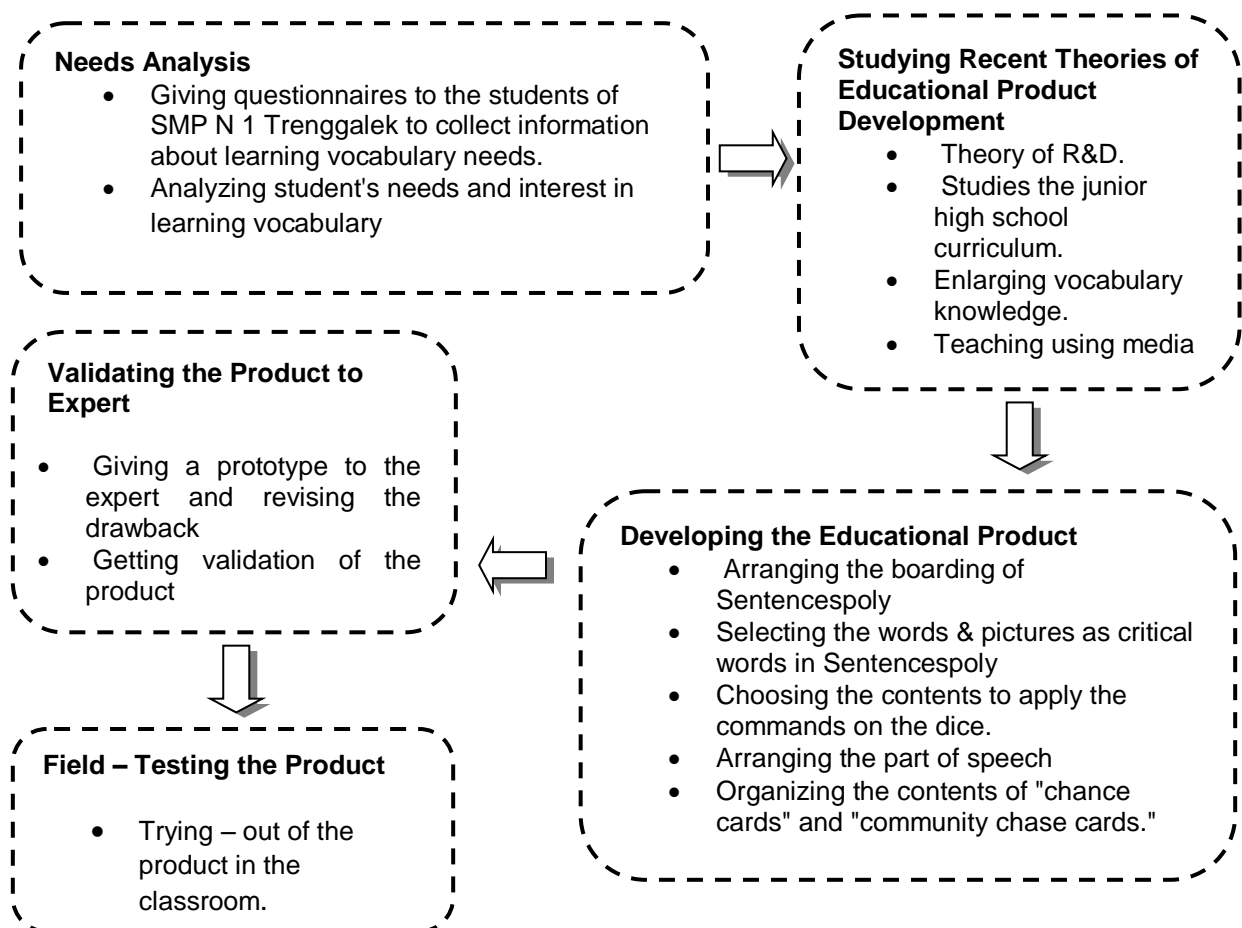 Needs Analysis
• Giving questionnaires to the students of
SMP N 1 Trenggalek to collect information
about learning vocabulary needs.
• Analyzing student's needs and interest in
learning vocabulary
Studying Recent Theories of
Educational Product
Development
• Theory of R&D.
• Studies the junior
high school
curriculum.
• Enlarging vocabulary
knowledge.
• Teaching using media
Developing the Educational Product
• Arranging the boarding of
Sentencespoly
• Selecting the words & pictures as critical
words in Sentencespoly
• Choosing the contents to apply the
commands on the dice.
• Arranging the part of speech
• Organizing the contents of "chance
cards" and "community chase cards."
Validating the Product to
Expert
• Giving a prototype to the
expert and revising the
drawback
• Getting validation of the
product
Field – Testing the Product
• Trying – out of the
product in the
classroom.